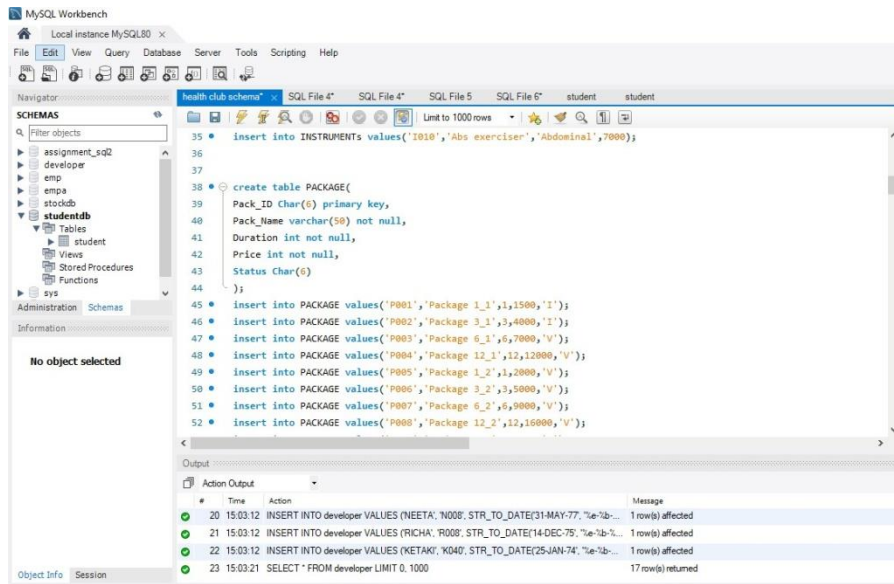 MySQL Workbench
Local instance MySQL80 ×
File Edit View Query Database Server Tools Scripting Help
Navigator
SCHEMAS
Filter objects
assignment_sql2
developer
emp
empa
stockdb
studentdb
Tables
student
Views
Stored Procedures
Functions
sys
Administration Schemas
Information
No object selected
Object Info Session
health club schema* × SQL File 4* SQL File 4* SQL File 5 SQL File 6* student student
Limit to 1000 rows
35 insert into INSTRUMENTs values('I010','Abs exerciser','Abdominal',7000);
36
37
38 create table PACKAGE(
39 Pack_ID Char(6) primary key,
40 Pack_Name varchar(50) not null,
41 Duration int not null,
42 Price int not null,
43 Status Char(6)
44 );
45 insert into PACKAGE values('P001','Package 1_1',1,1500,'I');
46 insert into PACKAGE values('P002','Package 3_1',3,4000,'I');
47 insert into PACKAGE values('P003','Package 6_1',6,7000,'V');
48 insert into PACKAGE values('P004','Package 12_1',12,12000,'V');
49 insert into PACKAGE values('P005','Package 1_2',1,2000,'V');
50 insert into PACKAGE values('P006','Package 3_2',3,5000,'V');
51 insert into PACKAGE values('P007','Package 6_2',6,9000,'V');
52 insert into PACKAGE values('P008','Package 12_2',12,16000,'V');
Output
Action Output
# Time Action Message
20 15:03:12 INSERT INTO developer VALUES ('NEETA', 'N008', STR_TO_DATE('31-MAY-77', '%e-%b-... 1 row(s) affected
21 15:03:12 INSERT INTO developer VALUES ('RICHA', 'R008', STR_TO_DATE('14-DEC-75', '%e-%b-%... 1 row(s) affected
22 15:03:12 INSERT INTO developer VALUES ('KETAKI', 'K040', STR_TO_DATE('25-JAN-74', '%e-%b-... 1 row(s) affected
23 15:03:21 SELECT * FROM developer LIMIT 0, 1000 17 row(s) returned